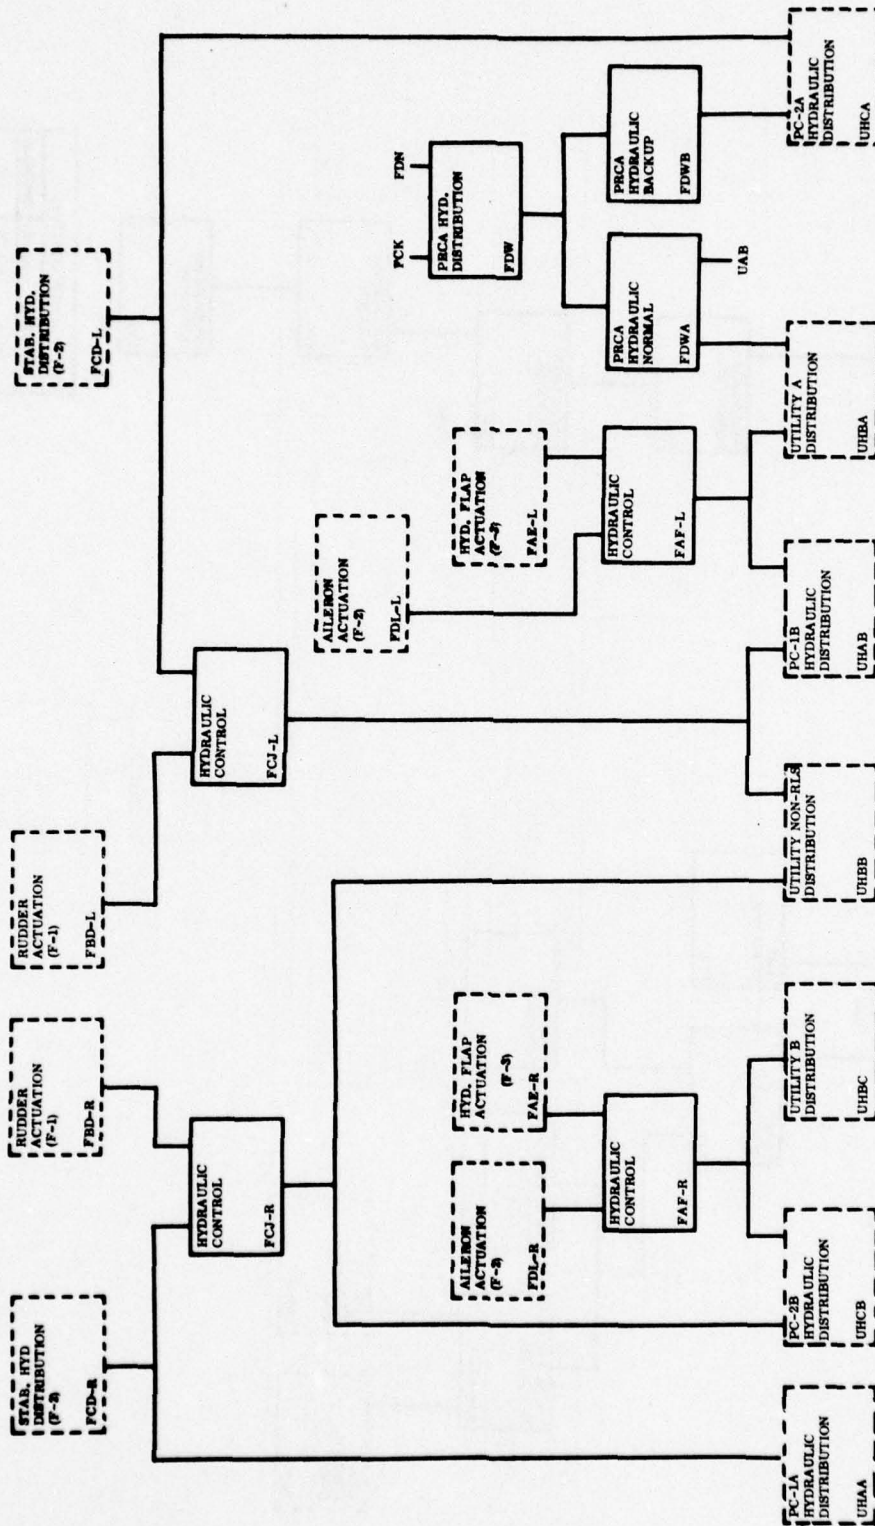 STAB. HYD
DISTRIBUTION
(F-2)
FCD-R
RUDDER
ACTUATION
(F-1)
FBD-R
RUDDER
ACTUATION
(F-1)
FBD-L
STAB. HYD.
DISTRIBUTION
(F-2)
FCD-L
HYDRAULIC
CONTROL
FCJ-R
HYDRAULIC
CONTROL
FCJ-L
AILERON
ACTUATION
(F-2)
FDL-L
FCK
FDN
AILERON
ACTUATION
(F-2)
FDL-R
HYD. FLAP
ACTUATION
(F-3)
FAE-R
HYD. FLAP
ACTUATION
(F-3)
FAE-L
PRCA HYD.
DISTRIBUTION
FDW
HYDRAULIC
CONTROL
FAF-R
HYDRAULIC
CONTROL
FAF-L
PRCA
HYDRAULIC
NORMAL
FDWA
PRCA
HYDRAULIC
BACKUP
FDWB
UAB
PC-1A
HYDRAULIC
DISTRIBUTION
UHAA
PC-2B
HYDRAULIC
DISTRIBUTION
UHCB
UTILITY B
DISTRIBUTION
UHBC
UTILITY NON-RLS
DISTRIBUTION
UHBB
PC-1B
HYDRAULIC
DISTRIBUTION
UHAB
UTILITY A
DISTRIBUTION
UHBA
PC-2A
HYDRAULIC
DISTRIBUTION
UHCA